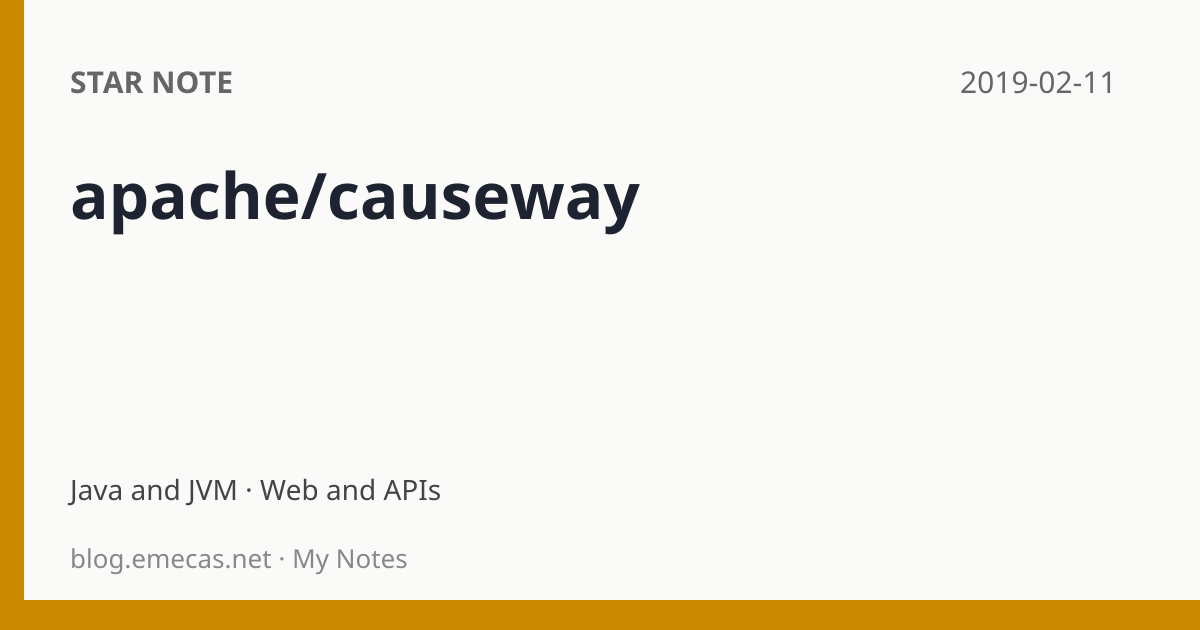 STAR NOTE
2019-02-11
apache/causeway
Java and JVM · Web and APIs
blog.emecas.net · My Notes